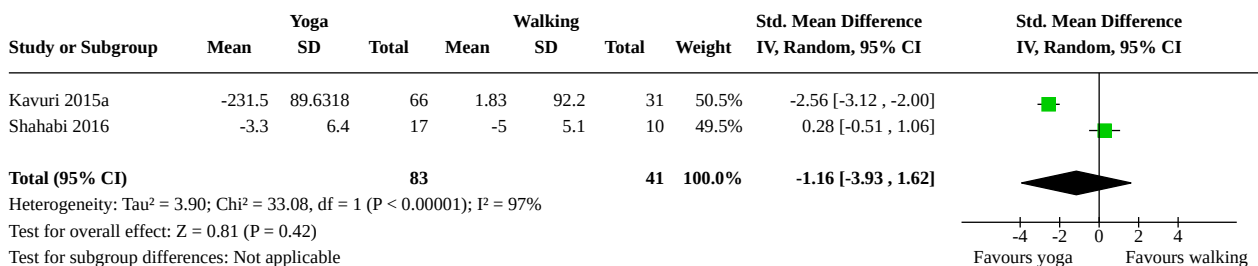 Yoga Walking Std. Mean Difference Std. Mean Difference
Study or Subgroup Mean SD Total Mean SD Total Weight IV, Random, 95% CI IV, Random, 95% CI
Kavuri 2015a -231.5 89.6318 66 1.83 92.2 31 50.5% -2.56 [-3.12 , -2.00]
Shahabi 2016 -3.3 6.4 17 -5 5.1 10 49.5% 0.28 [-0.51 , 1.06]
Total (95% CI) 83 41 100.0% -1.16 [-3.93 , 1.62]
Heterogeneity: Tau² = 3.90; Chi² = 33.08, df = 1 (P < 0.00001); I² = 97%
Test for overall effect: Z = 0.81 (P = 0.42) -4 -2 0 2 4
Test for subgroup differences: Not applicable Favours yoga Favours walking